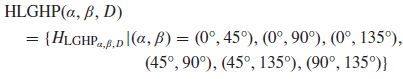 HLGHP(α, β, D)
= {H_{LGHP_{α,β,D}}|(α, β) = (0°, 45°), (0°, 90°), (0°, 135°),
(45°, 90°), (45°, 135°), (90°, 135°)}